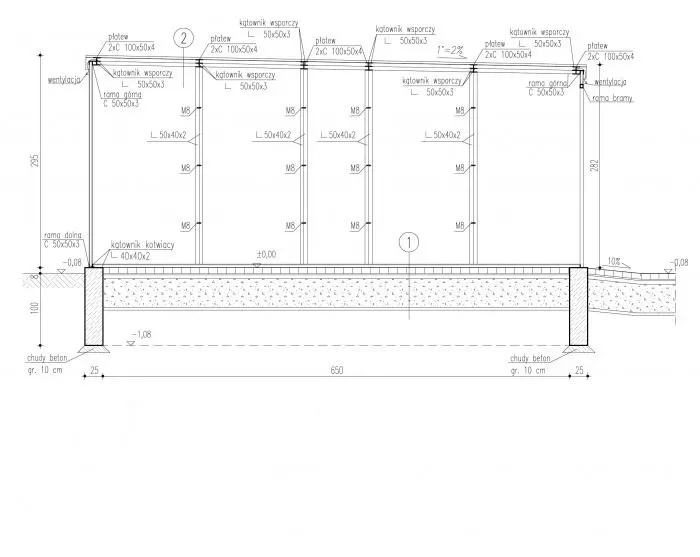 kątownik wsporczy
∟ 50x50x3
kątownik wsporczy
∟ 50x50x3
kątownik wsporczy
∟ 50x50x3
płatew
2xC 100x50x4
2
płatew
2xC 100x50x4
płatew
2xC 100x50x4
1°=2%
płatew
2xC 100x50x4
płatew
2xC 100x50x4
wentylacja
kątownik wsporczy
∟ 50x50x3
kątownik wsporczy
∟ 50x50x3
kątownik wsporczy
∟ 50x50x3
rama górna
C 50x50x3
rama górna
C 50x50x3
wentylacja
rama bramy
M8
M8
M8
M8
∟ 50x40x2
∟ 50x40x2
∟ 50x40x2
∟ 50x40x2
295
282
M8
M8
M8
M8
M8
M8
M8
M8
rama dolna
C 50x50x3
kątownik kotwiący
∟ 40x40x2
1
±0,00
-0,08
10%
-0,08
8
100
-1,08
chudy beton
gr. 10 cm
chudy beton
gr. 10 cm
25
650
25